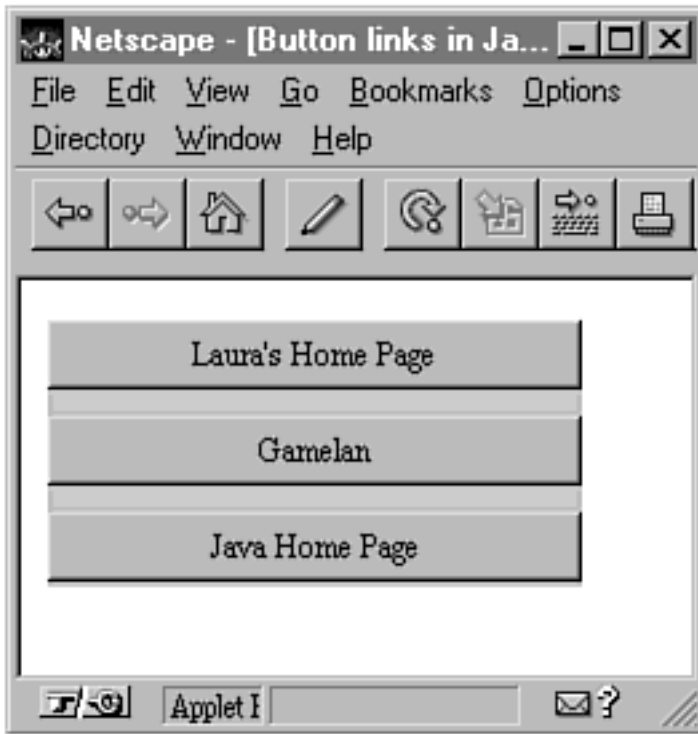 Netscape - [Button links in Ja...
File Edit View Go Bookmarks Options
Directory Window Help
Laura's Home Page
Gamelan
Java Home Page
Applet